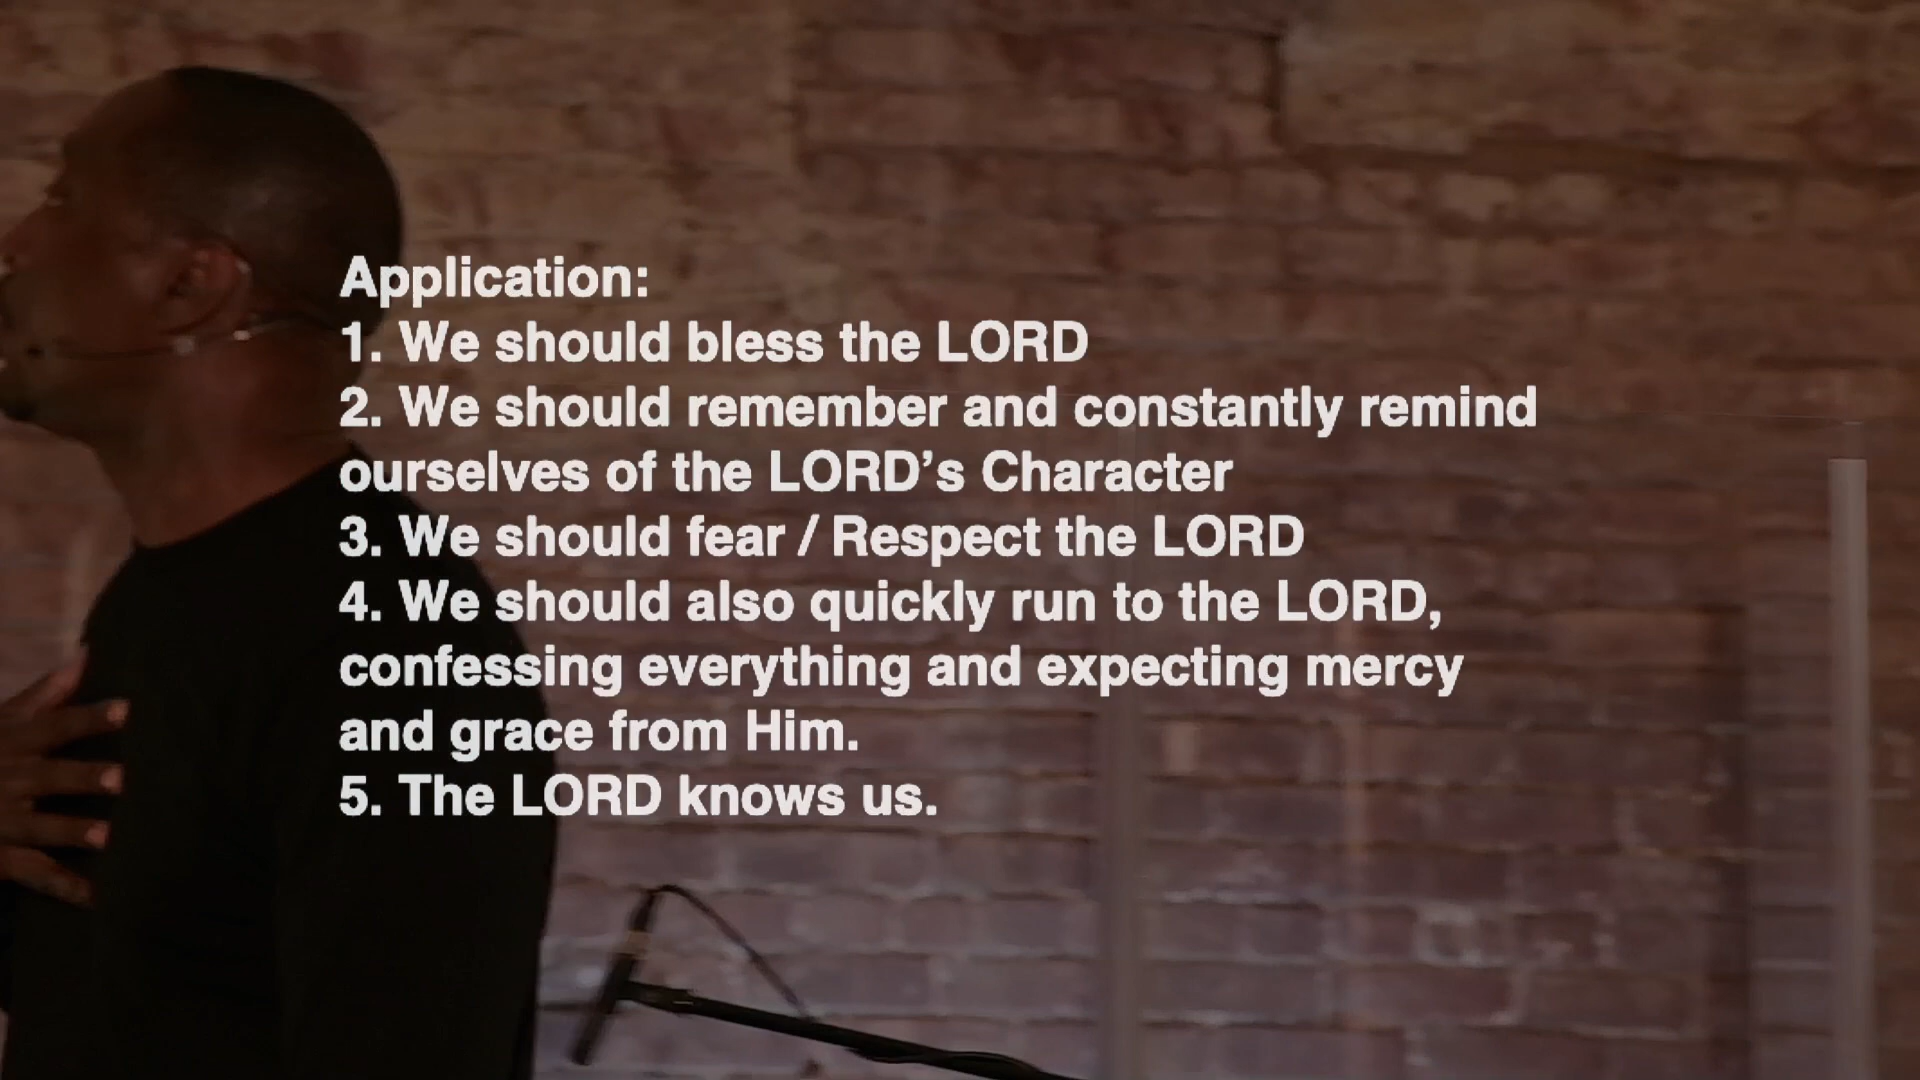 Application:
1. We should bless the LORD
2. We should remember and constantly remind
ourselves of the LORD’s Character
3. We should fear / Respect the LORD
4. We should also quickly run to the LORD,
confessing everything and expecting mercy
and grace from Him.
5. The LORD knows us.